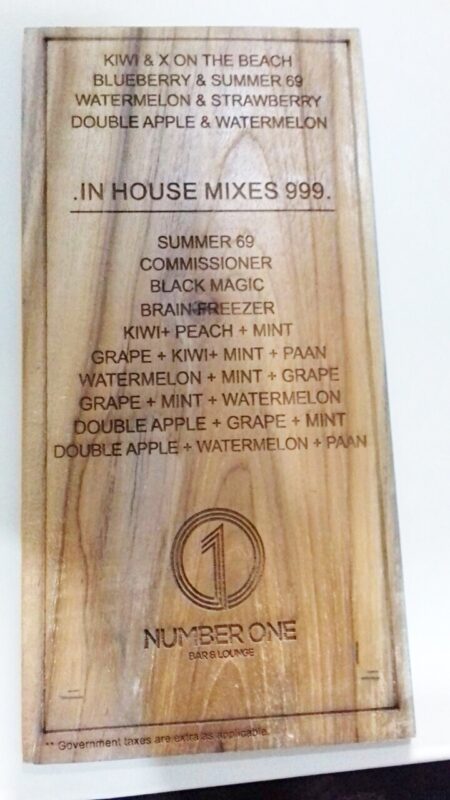 KIWI & X ON THE BEACH
BLUEBERRY & SUMMER 69
WATERMELON & STRAWBERRY
DOUBLE APPLE & WATERMELON
.IN HOUSE MIXES 999.
SUMMER 69
COMMISSIONER
BLACK MAGIC
BRAIN FREEZER
KIWI+ PEACH + MINT
GRAPE + KIWI+ MINT + PAAN
WATERMELON + MINT + GRAPE
GRAPE + MINT + WATERMELON
DOUBLE APPLE + GRAPE + MINT
DOUBLE APPLE + WATERMELON + PAAN
1
NUMBER ONE
BAR & LOUNGE
** Government taxes are extra as applicable.